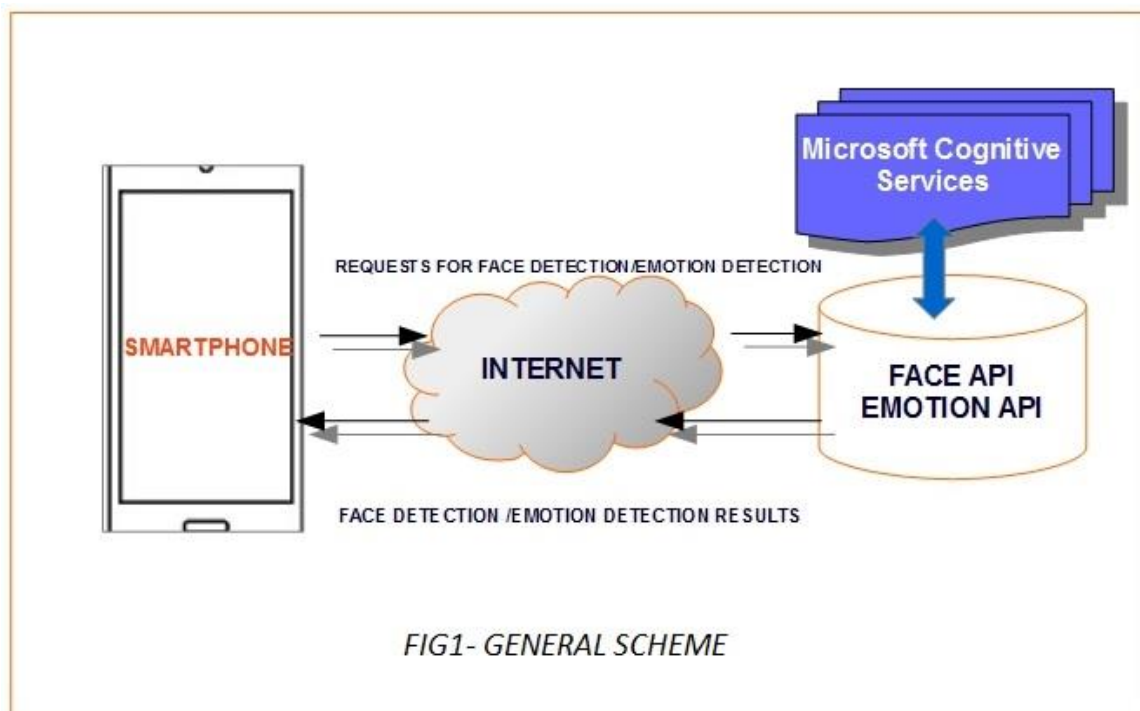 Microsoft Cognitive
Services
REQUESTS FOR FACE DETECTION/EMOTION DETECTION
SMARTPHONE
INTERNET
FACE API
EMOTION API
FACE DETECTION /EMOTION DETECTION RESULTS
FIG1- GENERAL SCHEME